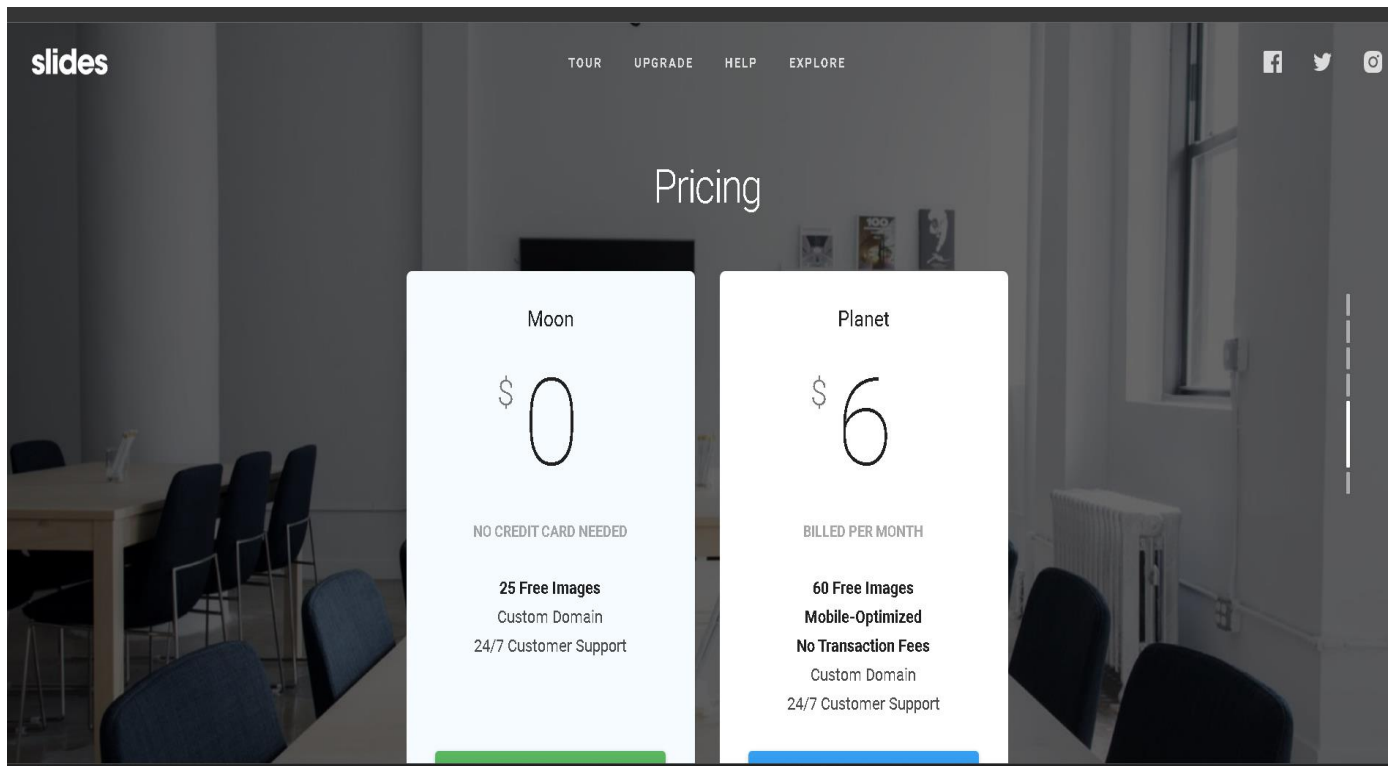 slides
TOUR UPGRADE HELP EXPLORE
Pricing
100
Moon
$ 0
NO CREDIT CARD NEEDED
25 Free Images
Custom Domain
24/7 Customer Support
Planet
$ 6
BILLED PER MONTH
60 Free Images
Mobile-Optimized
No Transaction Fees
Custom Domain
24/7 Customer Support